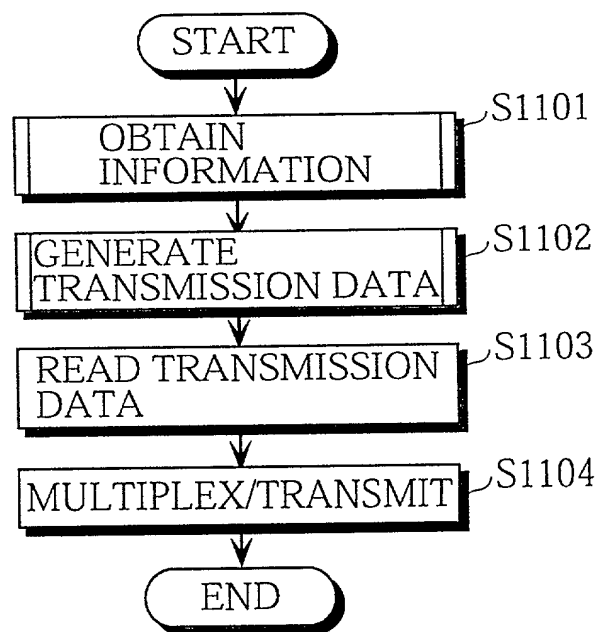 START
OBTAIN
INFORMATION
S1101
GENERATE
TRANSMISSION DATA
S1102
READ TRANSMISSION
DATA
S1103
MULTIPLEX/TRANSMIT
S1104
END